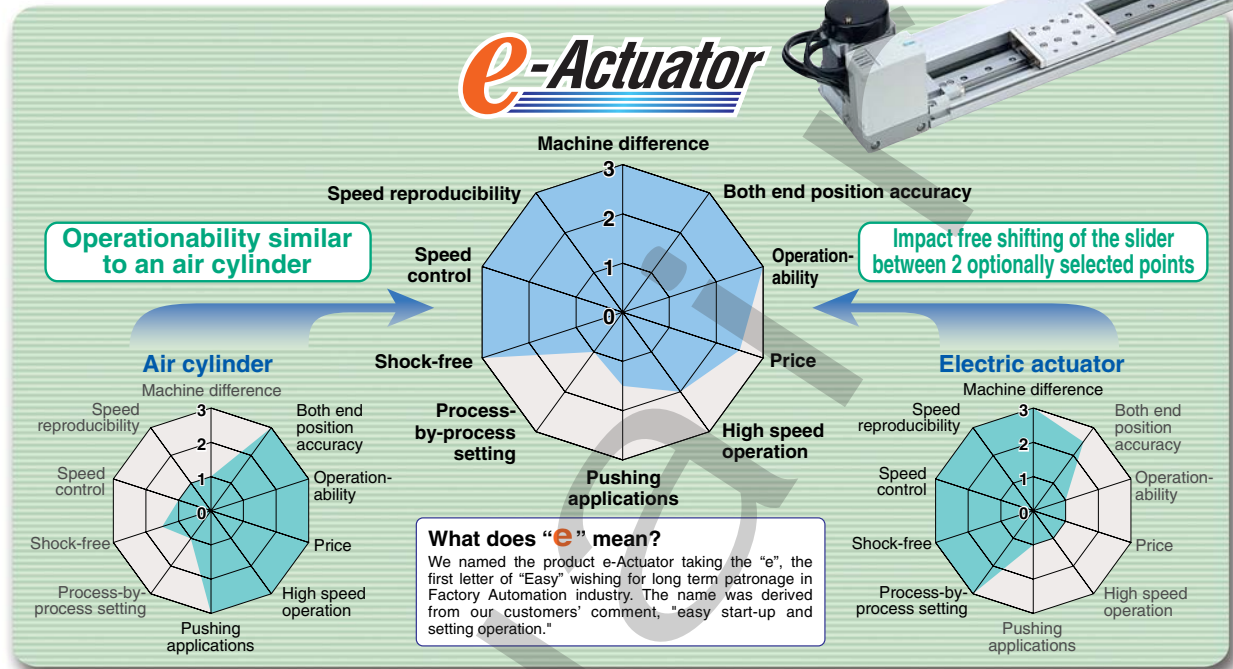 e-Actuator
Machine difference
Speed reproducibility
Both end position accuracy
Operationability similar
to an air cylinder
Impact free shifting of the slider
between 2 optionally selected points
Speed
control
Operation-
ability
3
2
1
0
Shock-free
Price
Process-
by-process
setting
High speed
operation
Pushing
applications
Air cylinder
Machine difference
Speed
reproducibility
Both end
position
accuracy
3
2
1
0
Speed
control
Operation-
ability
Shock-free
Price
Process-by-
process setting
High speed
operation
Pushing
applications
What does “e” mean?
We named the product e-Actuator taking the “e”, the
first letter of “Easy” wishing for long term patronage in
Factory Automation industry. The name was derived
from our customers’ comment, "easy start-up and
setting operation."
Electric actuator
Machine difference
Speed
reproducibility
Both end
position
accuracy
3
2
1
0
Speed
control
Operation-
ability
Shock-free
Price
Process-by-
process setting
High speed
operation
Pushing
applications